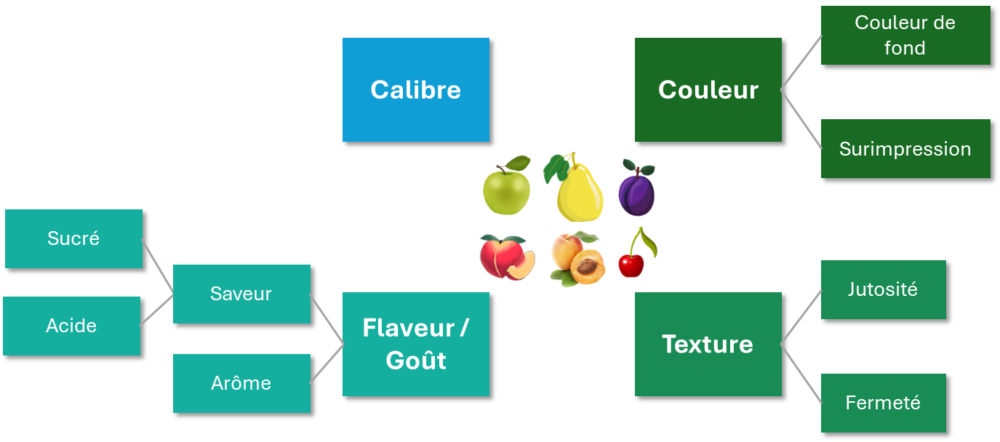 Calibre
Couleur
Couleur de
fond
Surimpression
Sucré
Acide
Saveur
Arôme
Flaveur /
Goût
Texture
Jutosité
Fermeté